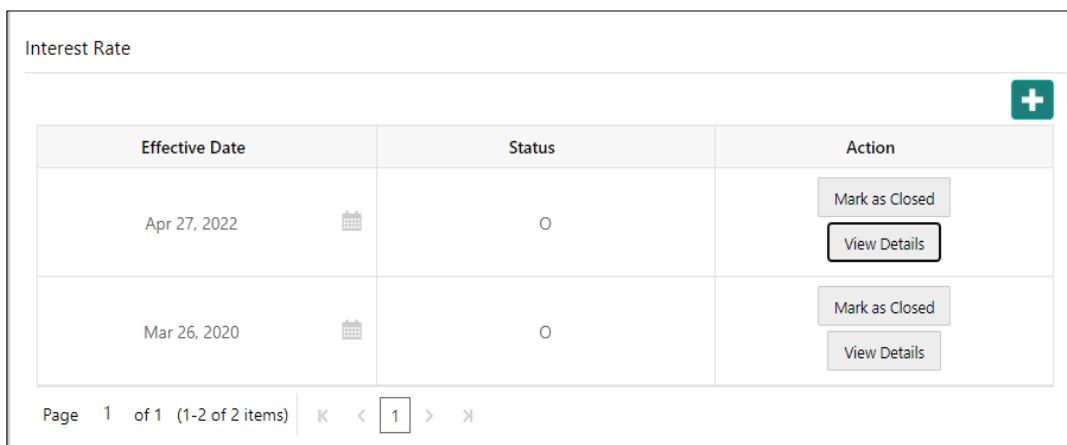 Interest Rate
Effective Date Status Action
Mark as Closed
Apr 27, 2022 O
View Details
Mark as Closed
Mar 26, 2020 O
View Details
Page 1 of 1 (1-2 of 2 items) 1